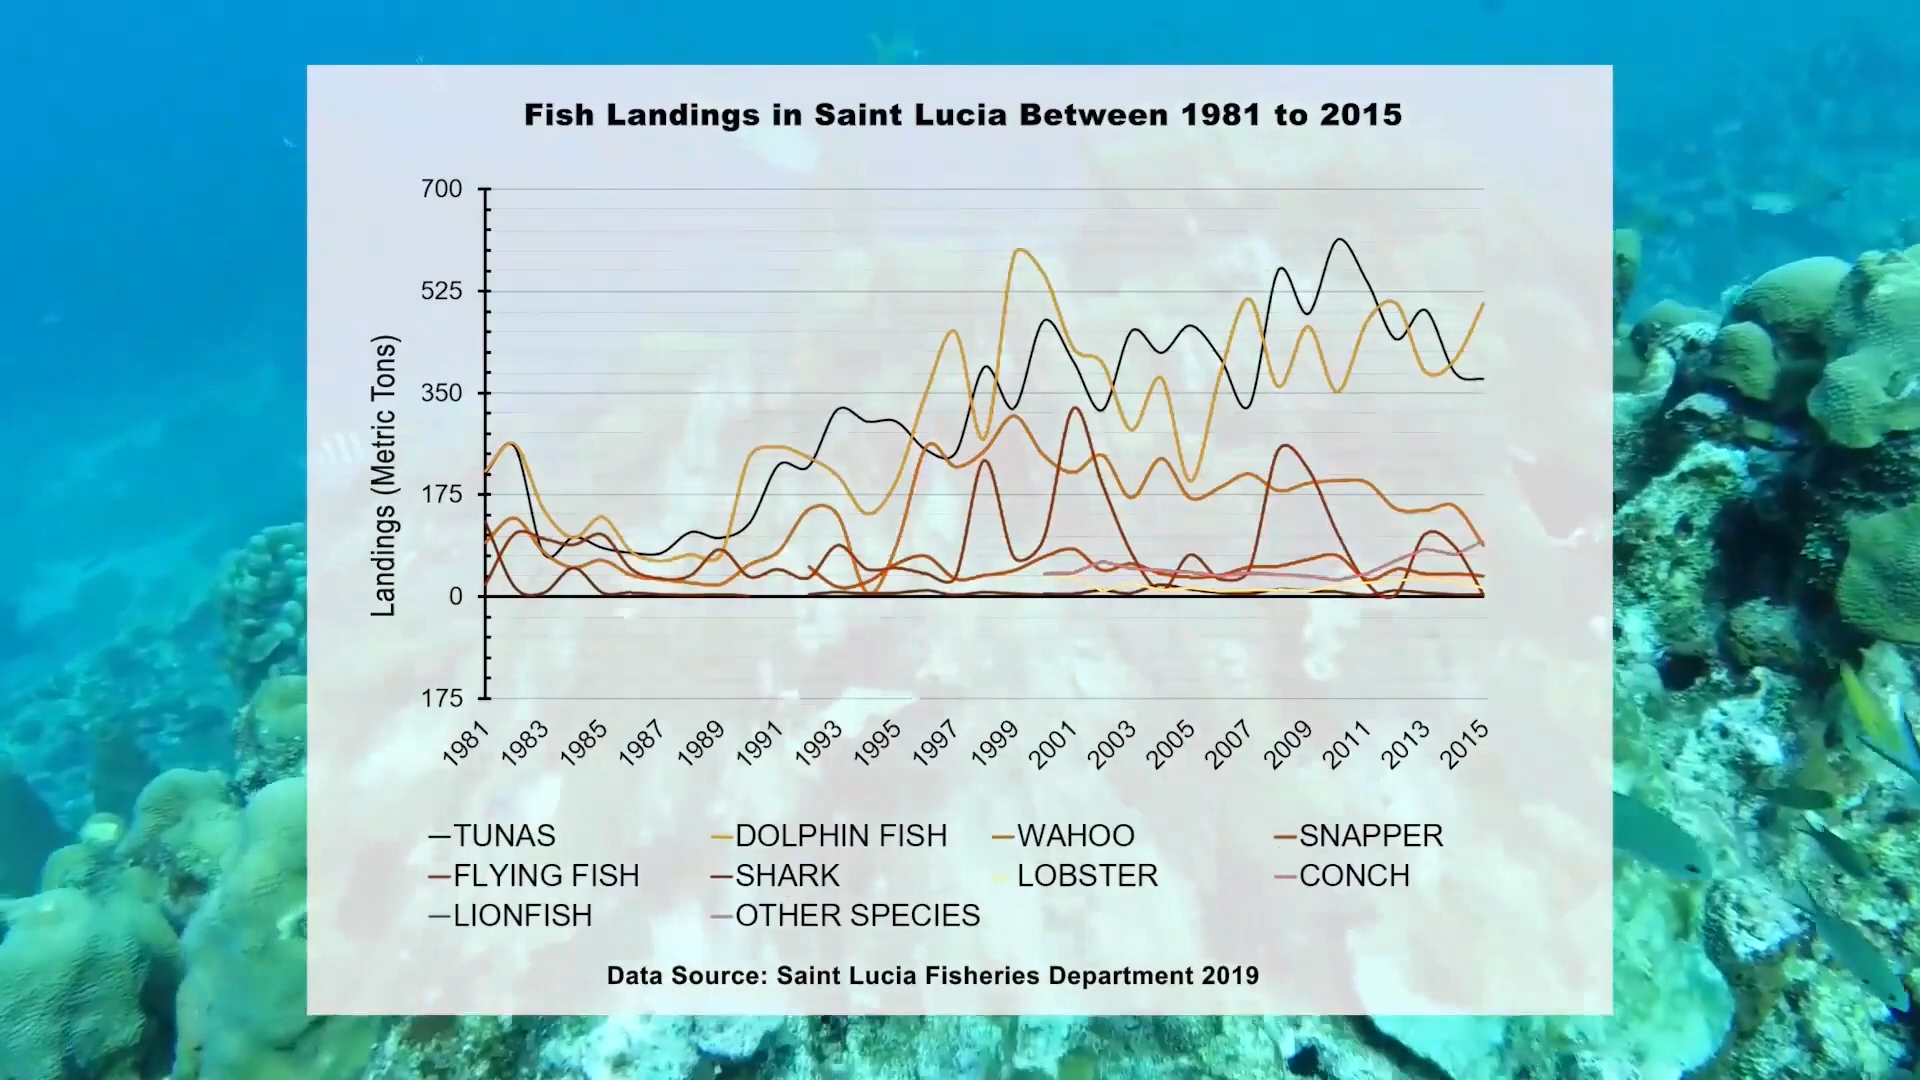 Fish Landings in Saint Lucia Between 1981 to 2015
Landings (Metric Tons)
700
525
350
175
0
175
1981 1983 1985 1987 1989 1991 1993 1995 1997 1999 2001 2003 2005 2007 2009 2011 2013 2015
TUNAS DOLPHIN FISH WAHOO SNAPPER
FLYING FISH SHARK LOBSTER CONCH
LIONFISH OTHER SPECIES
Data Source: Saint Lucia Fisheries Department 2019